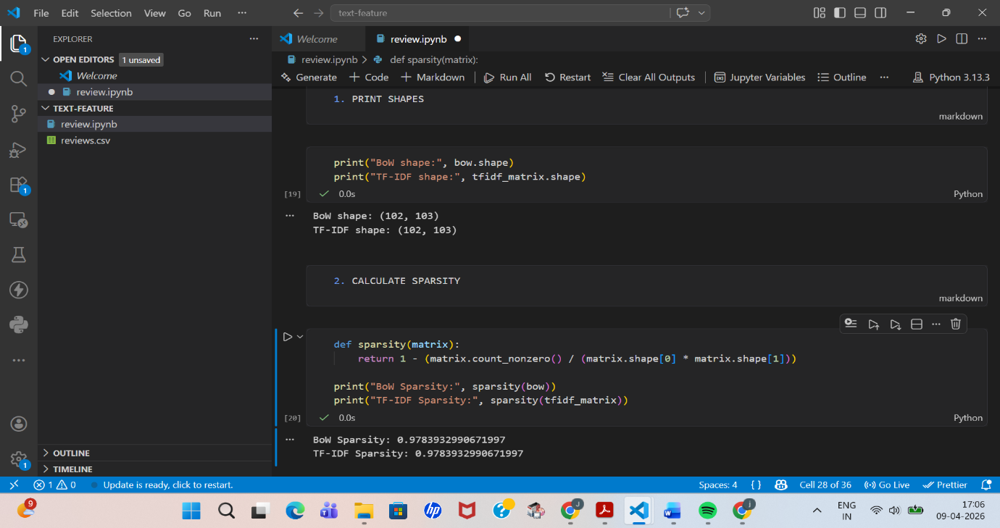 File Edit Selection View Go Run ···
text-feature
EXPLORER ···
OPEN EDITORS 1 unsaved
Welcome
review.ipynb
TEXT-FEATURE
review.ipynb
reviews.csv
OUTLINE
TIMELINE
1
1
1
Welcome
review.ipynb
review.ipynb > def sparsity(matrix):
Generate + Code + Markdown Run All Restart Clear All Outputs Jupyter Variables Outline ··· Python 3.13.3
1. PRINT SHAPES
markdown
print("BoW shape:", bow.shape)
print("TF-IDF shape:", tfidf_matrix.shape)
[19] 0.0s Python
BoW shape: (102, 103)
TF-IDF shape: (102, 103)
2. CALCULATE SPARSITY
markdown
def sparsity(matrix):
return 1 - (matrix.count_nonzero() / (matrix.shape[0] * matrix.shape[1]))
print("BoW Sparsity:", sparsity(bow))
print("TF-IDF Sparsity:", sparsity(tfidf_matrix))
[20] 0.0s Python
BoW Sparsity: 0.9783932990671997
TF-IDF Sparsity: 0.9783932990671997
1 0 Update is ready, click to restart. Spaces: 4 { } Cell 28 of 36 Go Live Prettier
9
hp
J
J
ENG
IN
17:06
09-04-2026